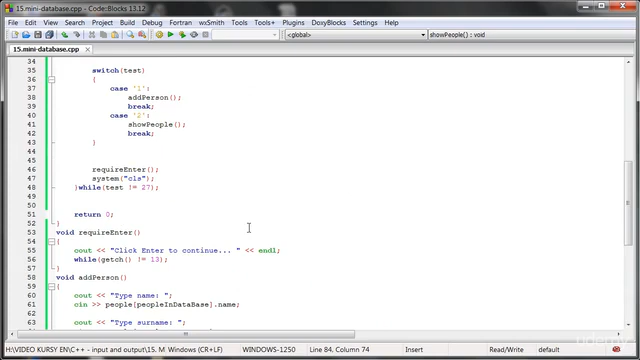 15.mini-database.cpp - Code::Blocks 13.12
File Edit View Search Project Build Debug Fortran wxSmith Tools Tools+ Plugins DoxyBlocks Settings Help
<global> showPeople() : void
15.mini-database.cpp
34
35 switch(test)
36 {
37 case '1':
38 addPerson();
39 break;
40 case '2':
41 showPeople();
42 break;
43 }
44
45
46 requireEnter();
47 system("cls");
48 }while(test != 27);
49
50
51 return 0;
52 }
53 void requireEnter()
54 {
55 cout << "Click Enter to continue... " << endl;
56 while(getch() != 13);
57 }
58 void addPerson()
59 {
60 cout << "Type name: ";
61 cin >> people[peopleInDataBase].name;
62
63 cout << "Type surname: ";
H:\VIDEO KURSY EN\C++ - input and output\15. M Windows (CR+LF) WINDOWS-1250 Line 84, Column 74 Insert Read/Write default
udemy